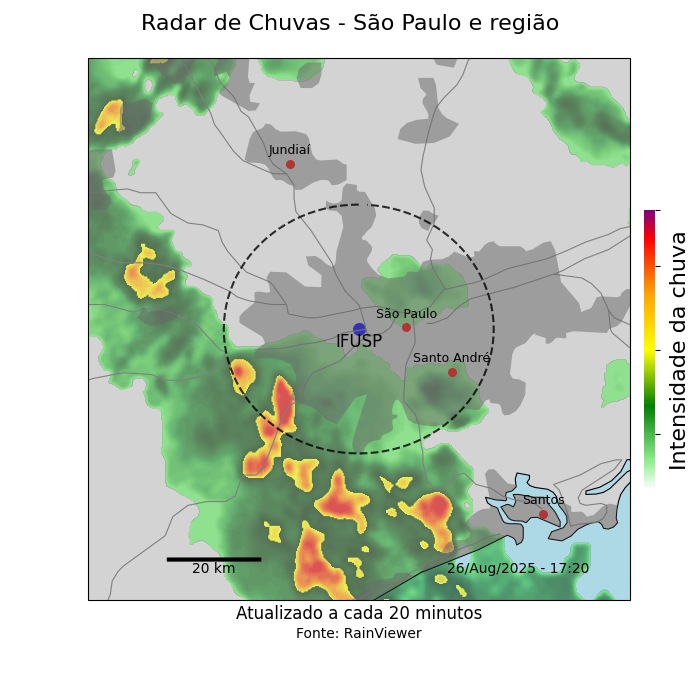 Radar de Chuvas - São Paulo e região
Jundiaí
São Paulo
IFUSP
Santo André
Santos
20 km
26/Aug/2025 - 17:20
Intensidade da chuva
Atualizado a cada 20 minutos
Fonte: RainViewer